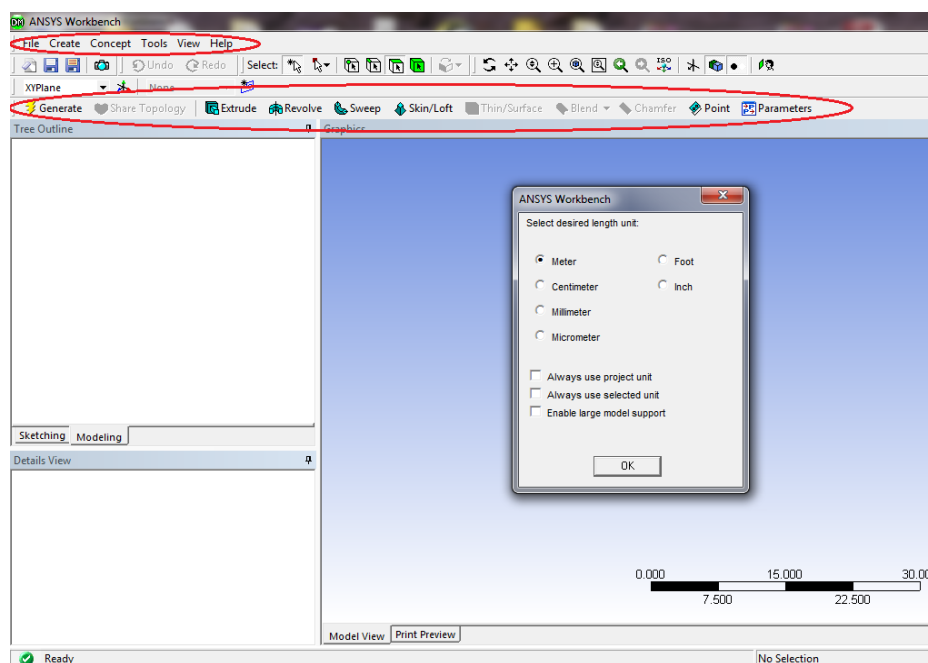 DM ANSYS Workbench
File Create Concept Tools View Help
Undo Redo Select: ISO
XYPlane None
Generate Share Topology Extrude Revolve Sweep Skin/Loft Thin/Surface Blend Chamfer Point Parameters
Tree Outline
Graphics
ANSYS Workbench
Select desired length unit:
Meter Foot
Centimeter Inch
Millimeter
Micrometer
Always use project unit
Always use selected unit
Enable large model support
OK
Sketching Modeling
Details View
0.000 15.000 30.00
7.500 22.500
Model View Print Preview
Ready No Selection